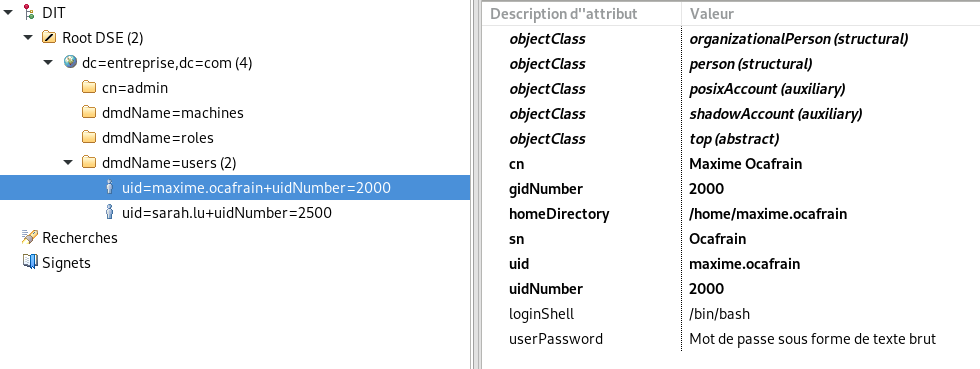 DIT
Root DSE (2)
dc=entreprise,dc=com (4)
cn=admin
dmdName=machines
dmdName=roles
dmdName=users (2)
uid=maxime.ocafrain+uidNumber=2000
uid=sarah.lu+uidNumber=2500
Recherches
Signets
Description d''attribut Valeur
objectClass organizationalPerson (structural)
objectClass person (structural)
objectClass posixAccount (auxiliary)
objectClass shadowAccount (auxiliary)
objectClass top (abstract)
cn Maxime Ocafrain
gidNumber 2000
homeDirectory /home/maxime.ocafrain
sn Ocafrain
uid maxime.ocafrain
uidNumber 2000
loginShell /bin/bash
userPassword Mot de passe sous forme de texte brut